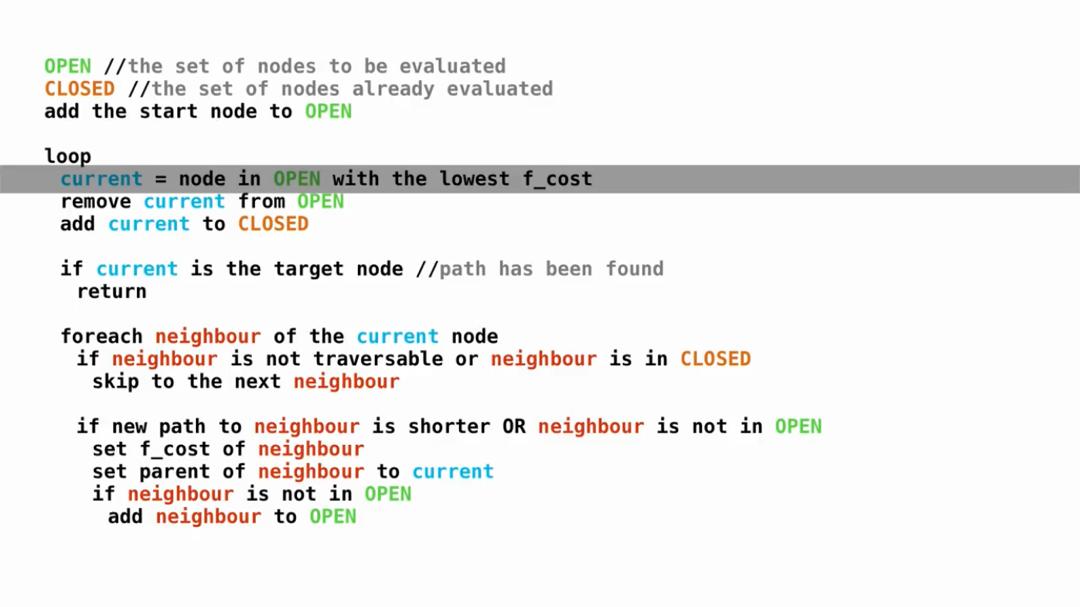 OPEN //the set of nodes to be evaluated
CLOSED //the set of nodes already evaluated
add the start node to OPEN
loop
current = node in OPEN with the lowest f_cost
remove current from OPEN
add current to CLOSED
if current is the target node //path has been found
return
foreach neighbour of the current node
if neighbour is not traversable or neighbour is in CLOSED
skip to the next neighbour
if new path to neighbour is shorter OR neighbour is not in OPEN
set f_cost of neighbour
set parent of neighbour to current
if neighbour is not in OPEN
add neighbour to OPEN